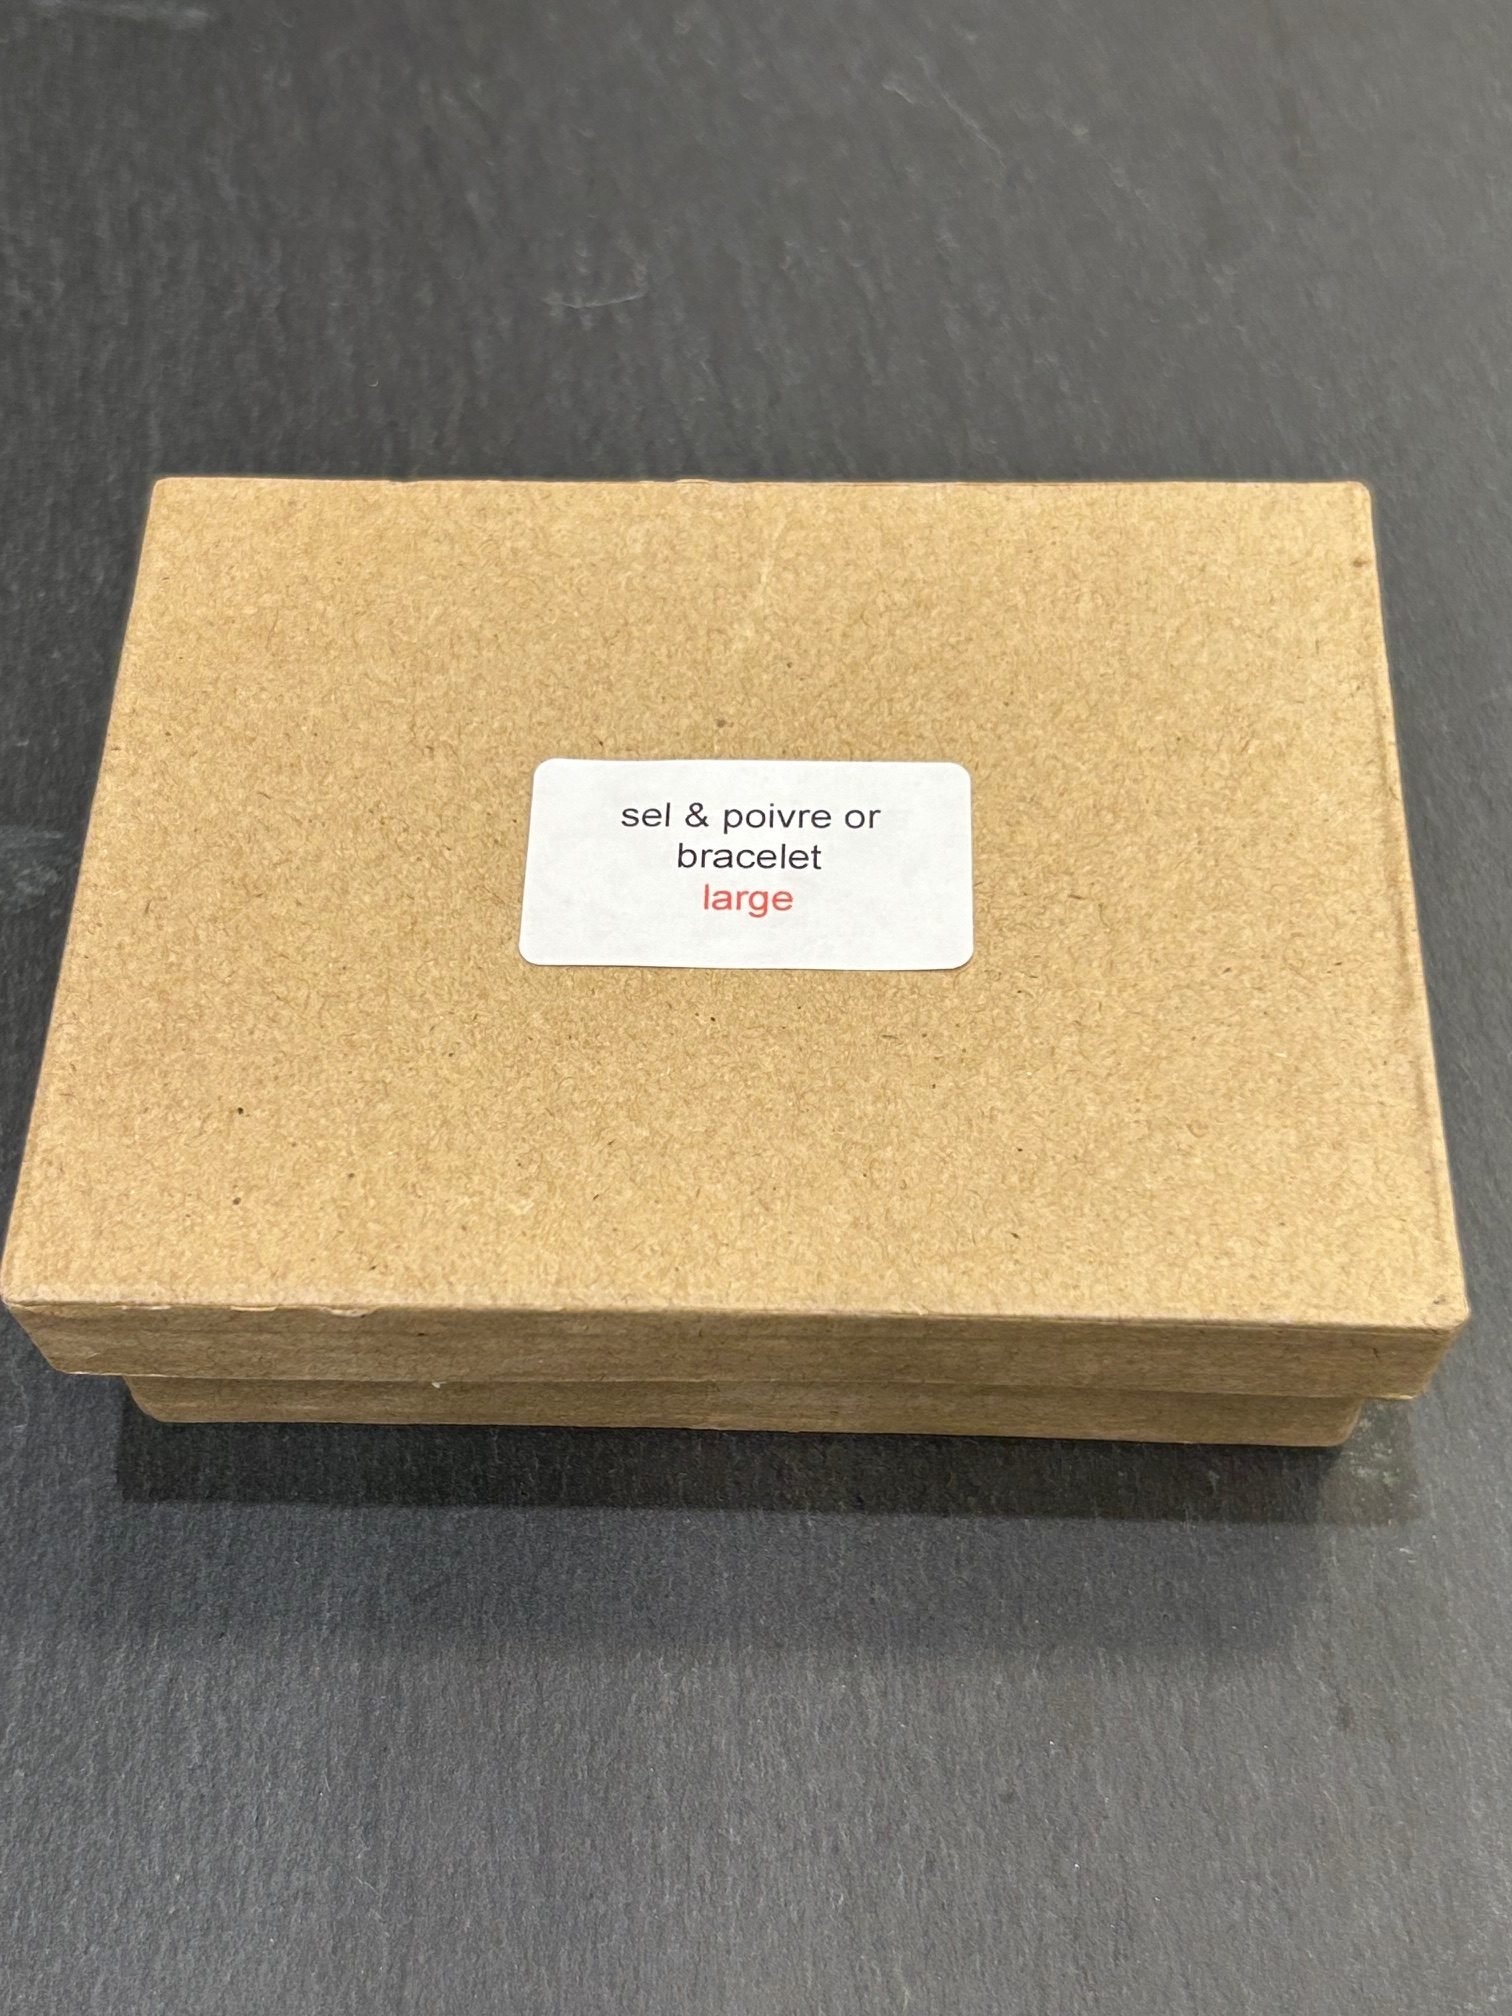 sel & poivre or
bracelet
large